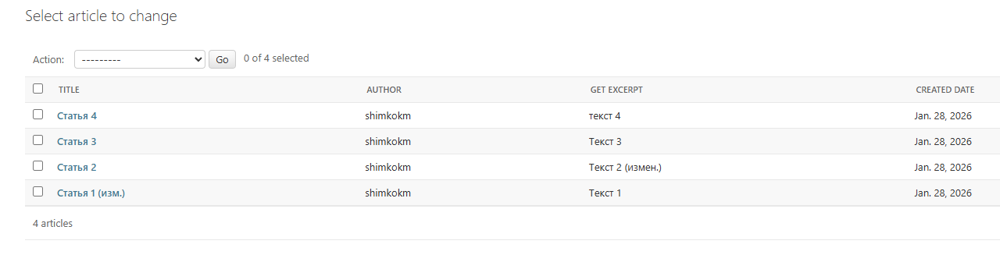 Select article to change
Action: --------- Go 0 of 4 selected
TITLE AUTHOR GET EXCERPT CREATED DATE
Статья 4 shimkokm текст 4 Jan. 28, 2026
Статья 3 shimkokm Текст 3 Jan. 28, 2026
Статья 2 shimkokm Текст 2 (измен.) Jan. 28, 2026
Статья 1 (изм.) shimkokm Текст 1 Jan. 28, 2026
4 articles